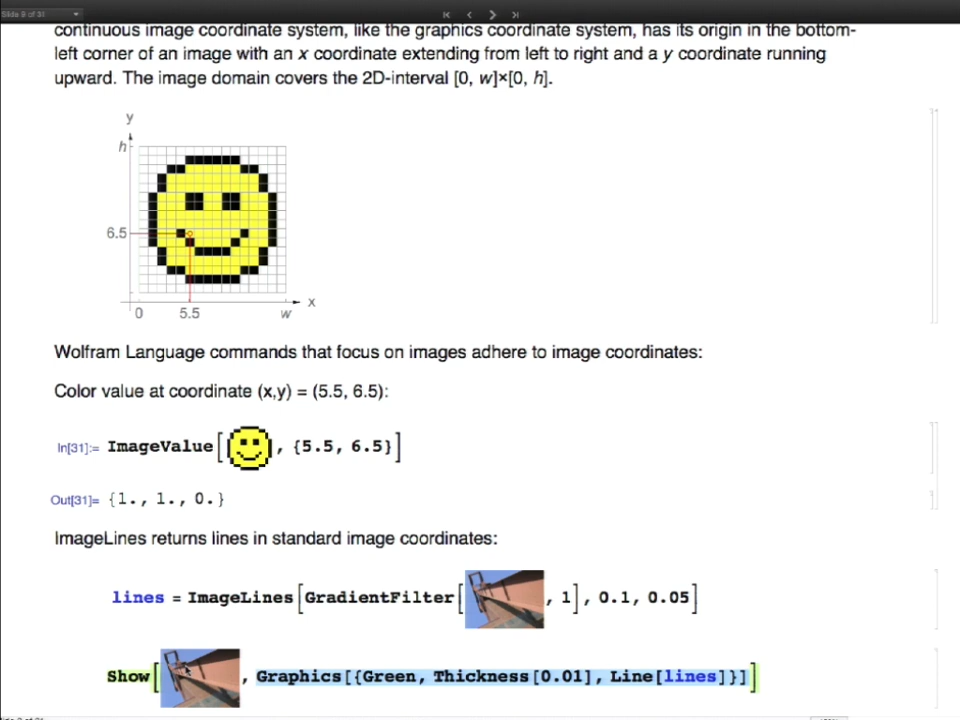 Slide 9 of 31
continuous image coordinate system, like the graphics coordinate system, has its origin in the bottom-
left corner of an image with an x coordinate extending from left to right and a y coordinate running
upward. The image domain covers the 2D-interval [0, w]×[0, h].
y
h
6.5
0 5.5 w x
Wolfram Language commands that focus on images adhere to image coordinates:
Color value at coordinate (x,y) = (5.5, 6.5):
In[31]:= ImageValue[ , {5.5, 6.5}]
Out[31]= {1., 1., 0.}
ImageLines returns lines in standard image coordinates:
lines = ImageLines[GradientFilter[ , 1], 0.1, 0.05]
Show[ , Graphics[{Green, Thickness[0.01], Line[lines]}]]